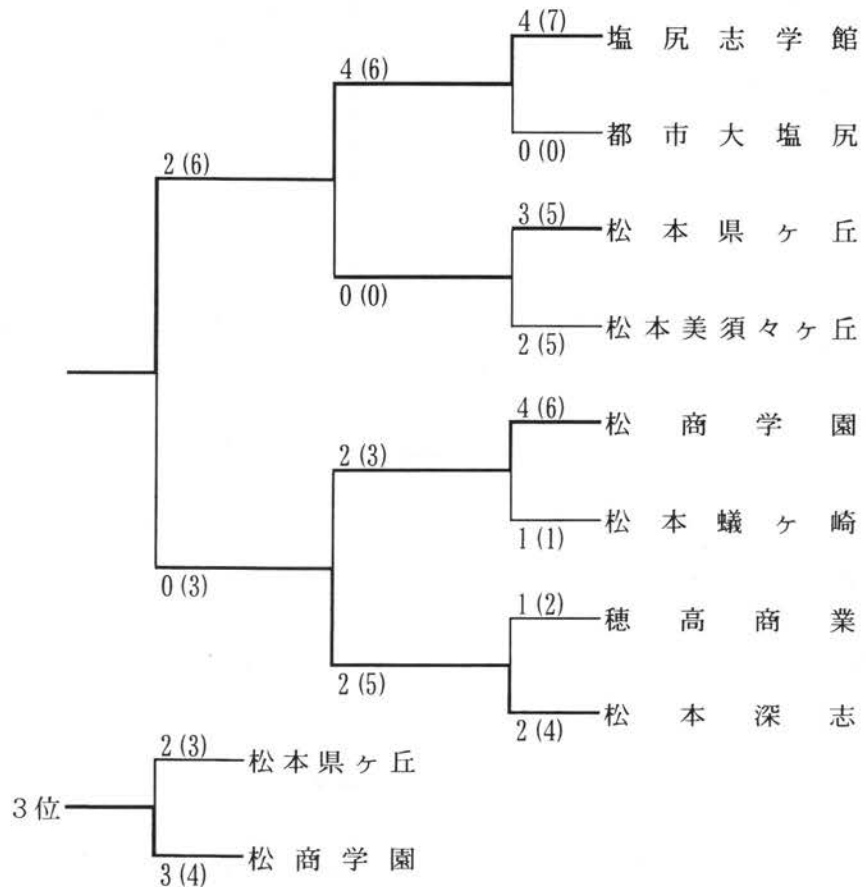 4 (7)
塩尻志学館
4 (6)
都市大塩尻
0 (0)
2 (6)
3 (5)
松本県ヶ丘
0 (0)
松本美須々ヶ丘
2 (5)
4 (6)
松商学園
2 (3)
松本蟻ヶ崎
1 (1)
0 (3)
1 (2)
穂高商業
2 (5)
松本深志
2 (4)
2 (3)
松本県ヶ丘
3位
松商学園
3 (4)